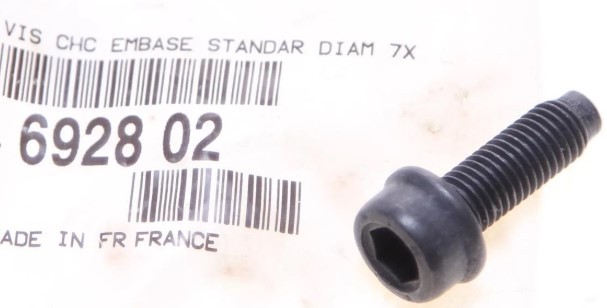 VIS CHC EMBASE STANDAR DIAM 7X
6928 02
ADE IN FR FRANCE